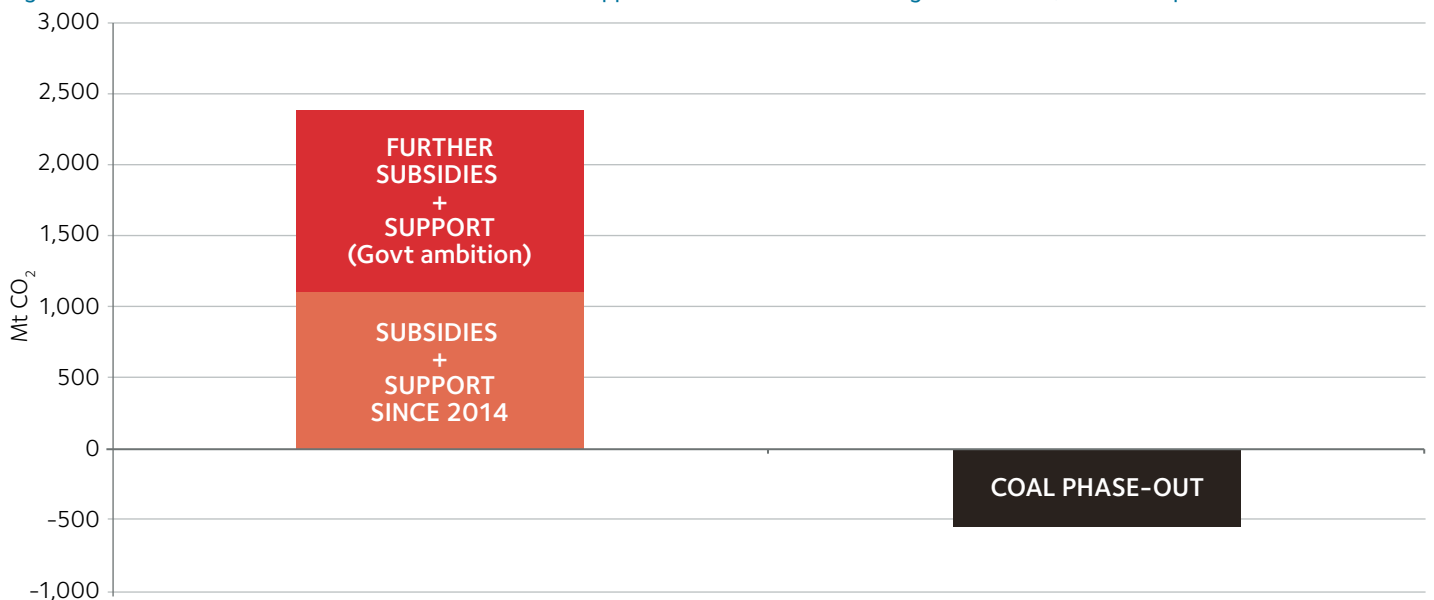 3,000
2,500
2,000
1,500
1,000
500
0
-500
-1,000
Mt CO₂
FURTHER
SUBSIDIES
+
SUPPORT
(Govt ambition)
SUBSIDIES
+
SUPPORT
SINCE 2014
COAL PHASE-OUT